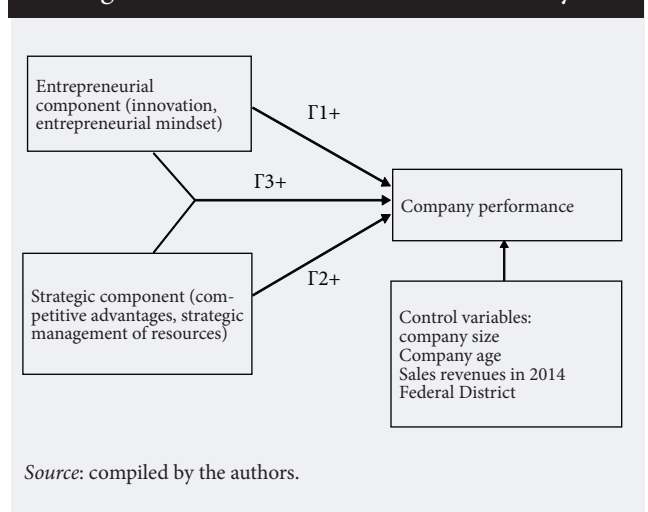 Entrepreneurial
component (innovation,
entrepreneurial mindset)
Г1+
Г3+
Company performance
Г2+
Strategic component (com-
petitive advantages, strategic
management of resources)
Control variables:
company size
Company age
Sales revenues in 2014
Federal District
Source: compiled by the authors.